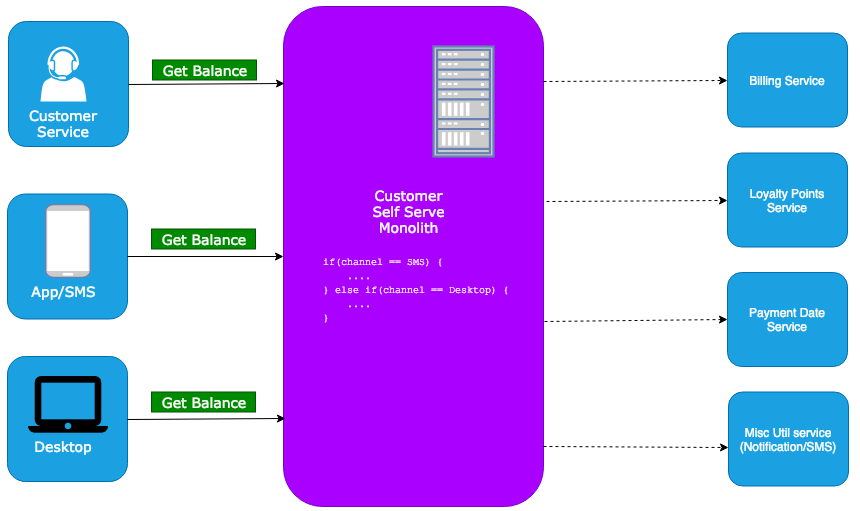 Customer
Service
Get Balance
App/SMS
Get Balance
Desktop
Get Balance
Customer
Self Serve
Monolith
if(channel == SMS) {
....
} else if(channel == Desktop) {
....
}
Billing Service
Loyalty Points
Service
Payment Date
Service
Misc Util service
(Notification/SMS)